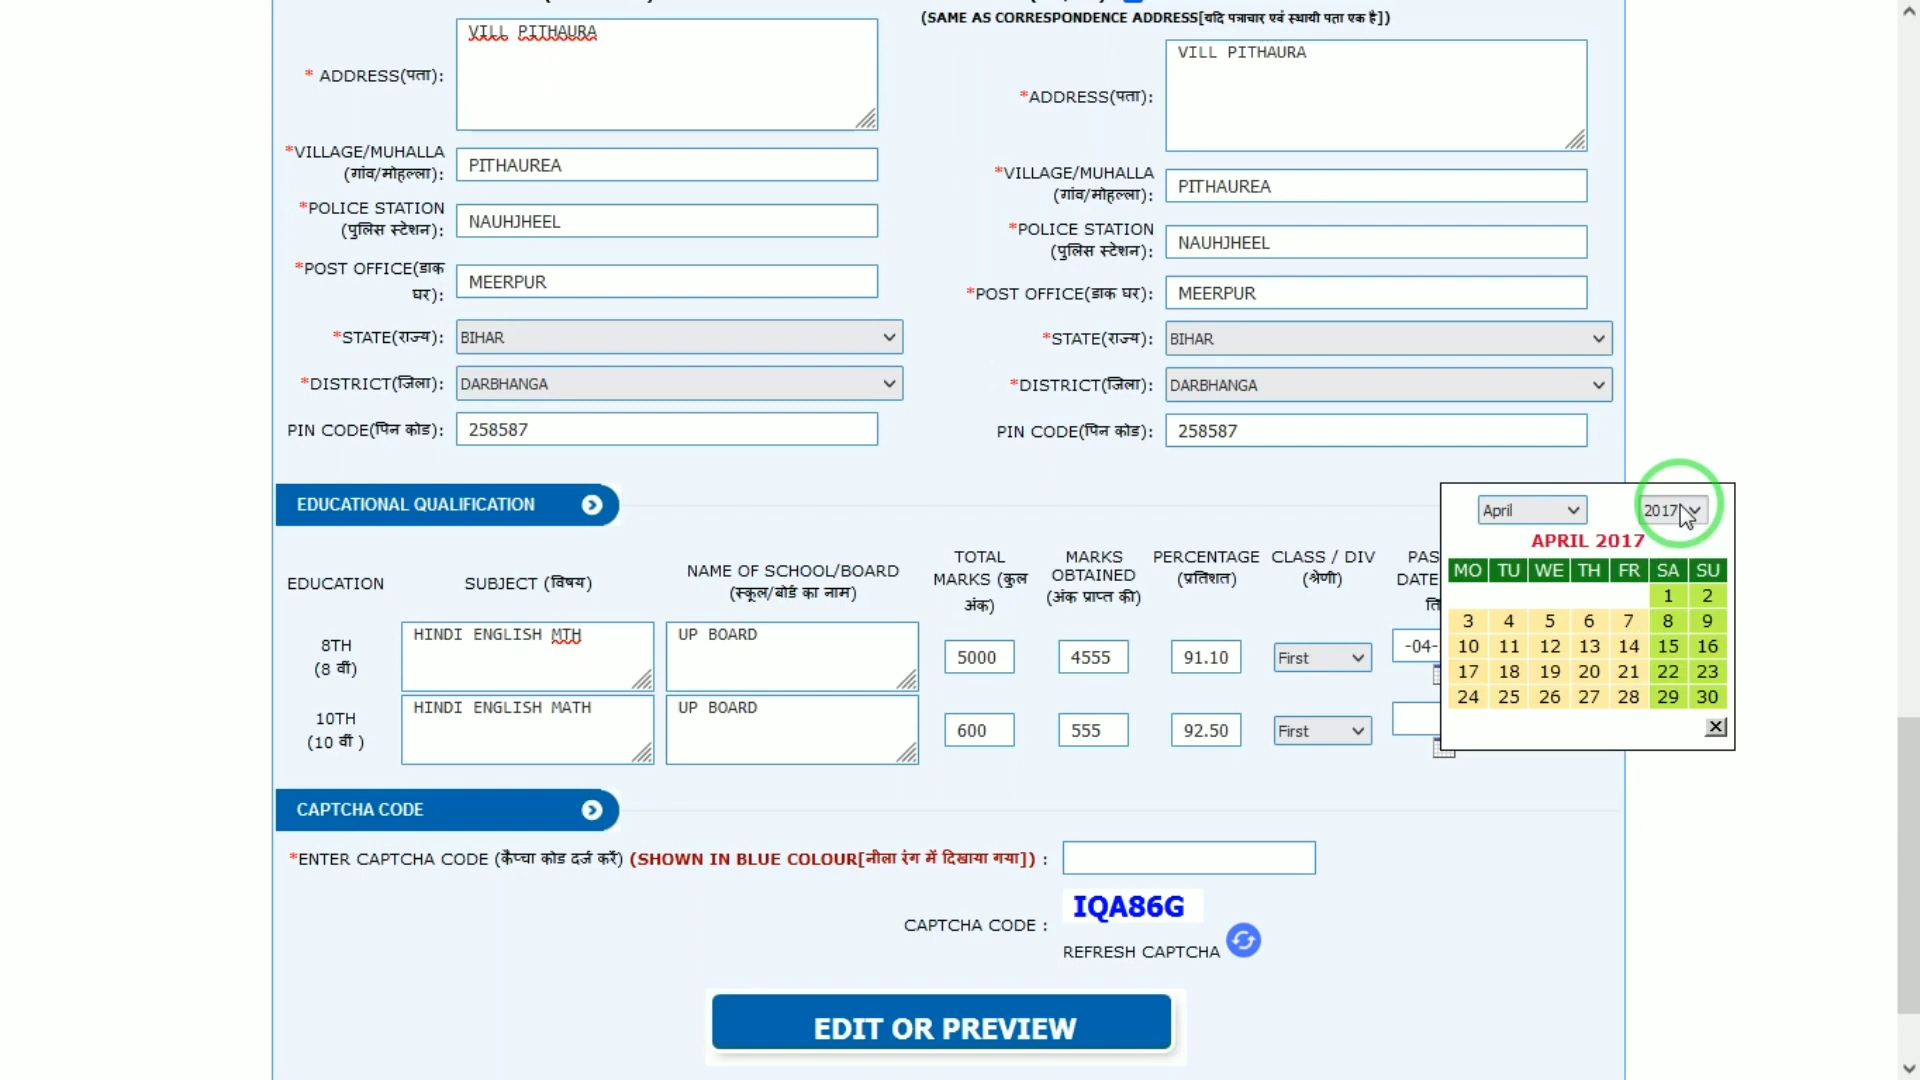 (SAME AS CORRESPONDENCE ADDRESS[यदि पत्राचार एवं स्थायी पता एक है])
* ADDRESS(पता):
VILL PITHAURA
*ADDRESS(पता):
VILL PITHAURA
*VILLAGE/MUHALLA
(गांव/मोहल्ला):
PITHAUREA
*VILLAGE/MUHALLA
(गांव/मोहल्ला):
PITHAUREA
*POLICE STATION
(पुलिस स्टेशन):
NAUHJHEEL
*POLICE STATION
(पुलिस स्टेशन):
NAUHJHEEL
*POST OFFICE(डाक
घर):
MEERPUR
*POST OFFICE(डाक घर):
MEERPUR
*STATE(राज्य):
BIHAR
*STATE(राज्य):
BIHAR
*DISTRICT(जिला):
DARBHANGA
*DISTRICT(जिला):
DARBHANGA
PIN CODE(पिन कोड):
258587
PIN CODE(पिन कोड):
258587
EDUCATIONAL QUALIFICATION
April
2017
APRIL 2017
MO TU WE TH FR SA SU
1 2
3 4 5 6 7 8 9
10 11 12 13 14 15 16
17 18 19 20 21 22 23
24 25 26 27 28 29 30
EDUCATION
SUBJECT (विषय)
NAME OF SCHOOL/BOARD
(स्कूल/बोर्ड का नाम)
TOTAL
MARKS (कुल
अंक)
MARKS
OBTAINED
(अंक प्राप्त की)
PERCENTAGE
(प्रतिशत)
CLASS / DIV
(श्रेणी)
PAS
DATE
8TH
(8 वीं)
HINDI ENGLISH MTH
UP BOARD
5000
4555
91.10
First
-04-
10TH
(10 वीं )
HINDI ENGLISH MATH
UP BOARD
600
555
92.50
First
CAPTCHA CODE
*ENTER CAPTCHA CODE (कैप्चा कोड दर्ज करें) (SHOWN IN BLUE COLOUR[नीला रंग में दिखाया गया]) :
CAPTCHA CODE :
IQA86G
REFRESH CAPTCHA
EDIT OR PREVIEW